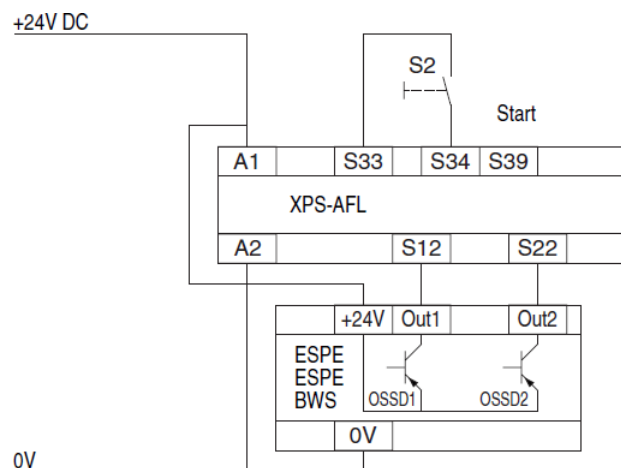 +24V DC
S2
Start
A1 S33 S34 S39
XPS-AFL
A2 S12 S22
+24V Out1 Out2
ESPE
ESPE
BWS
OSSD1 OSSD2
0V
0V